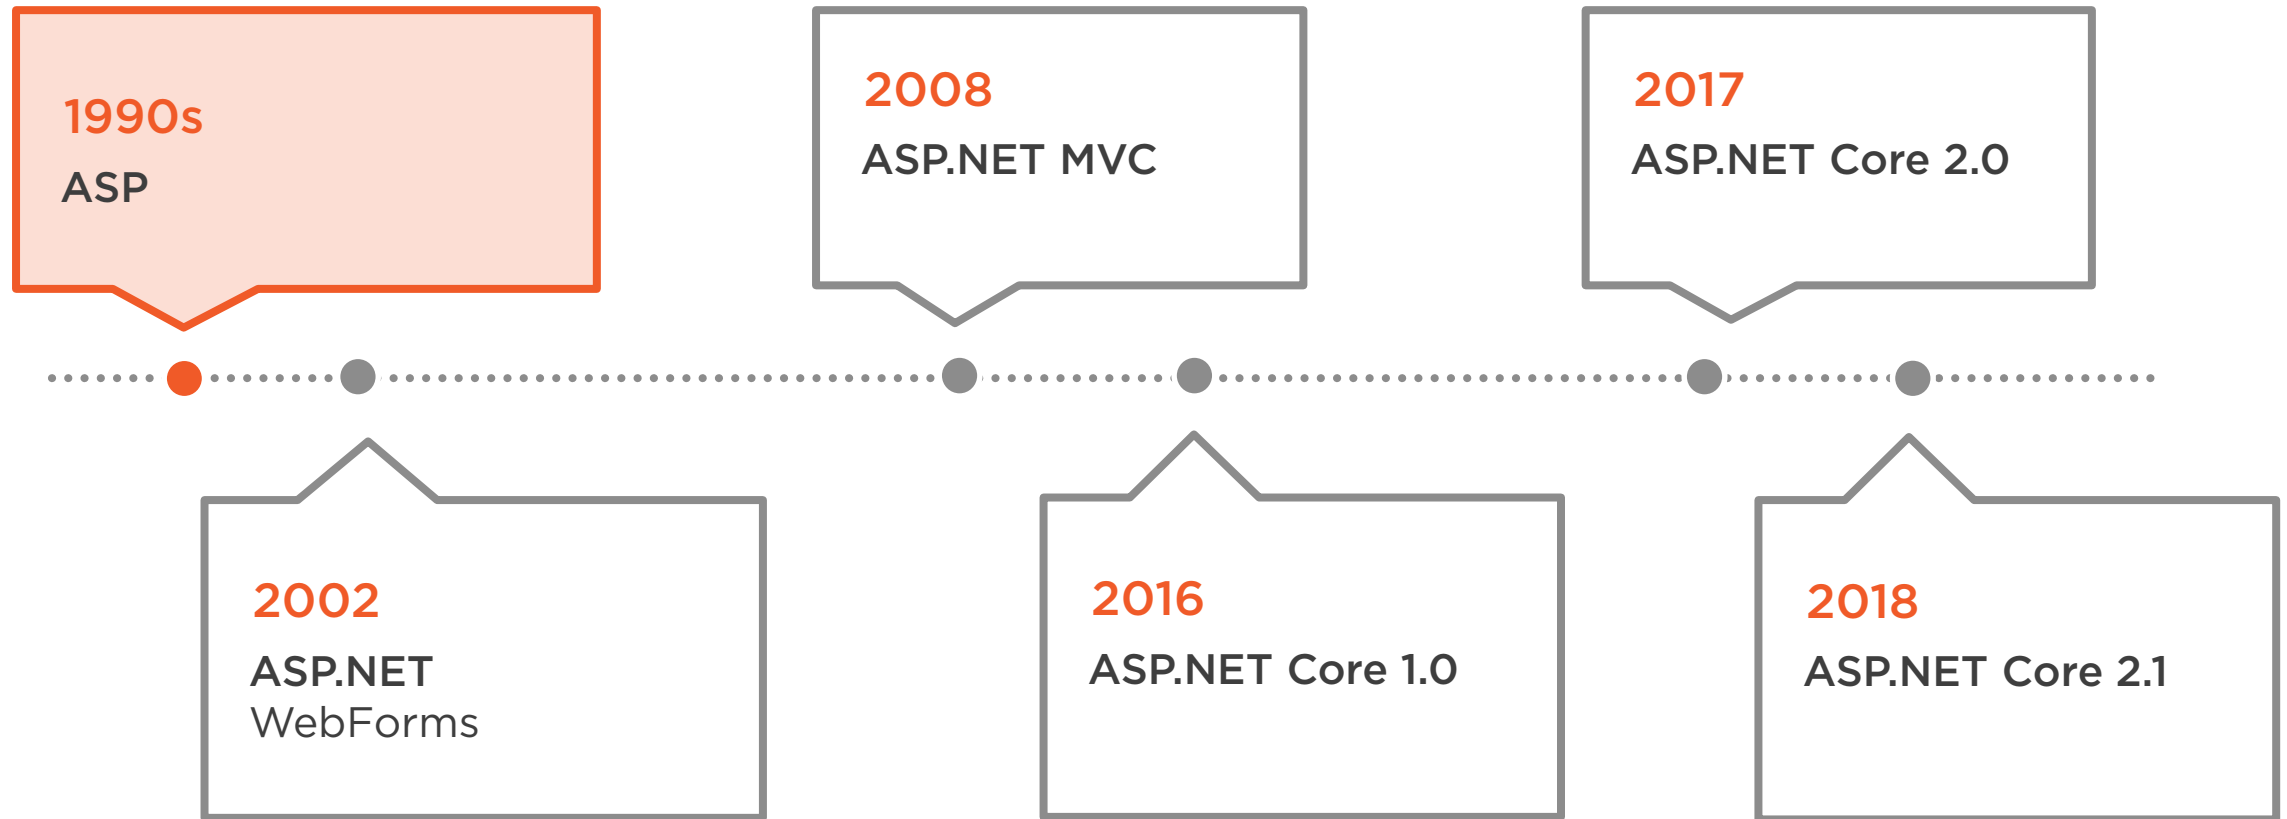 1990s
ASP
2002
ASP.NET
WebForms
2008
ASP.NET MVC
2016
ASP.NET Core 1.0
2017
ASP.NET Core 2.0
2018
ASP.NET Core 2.1